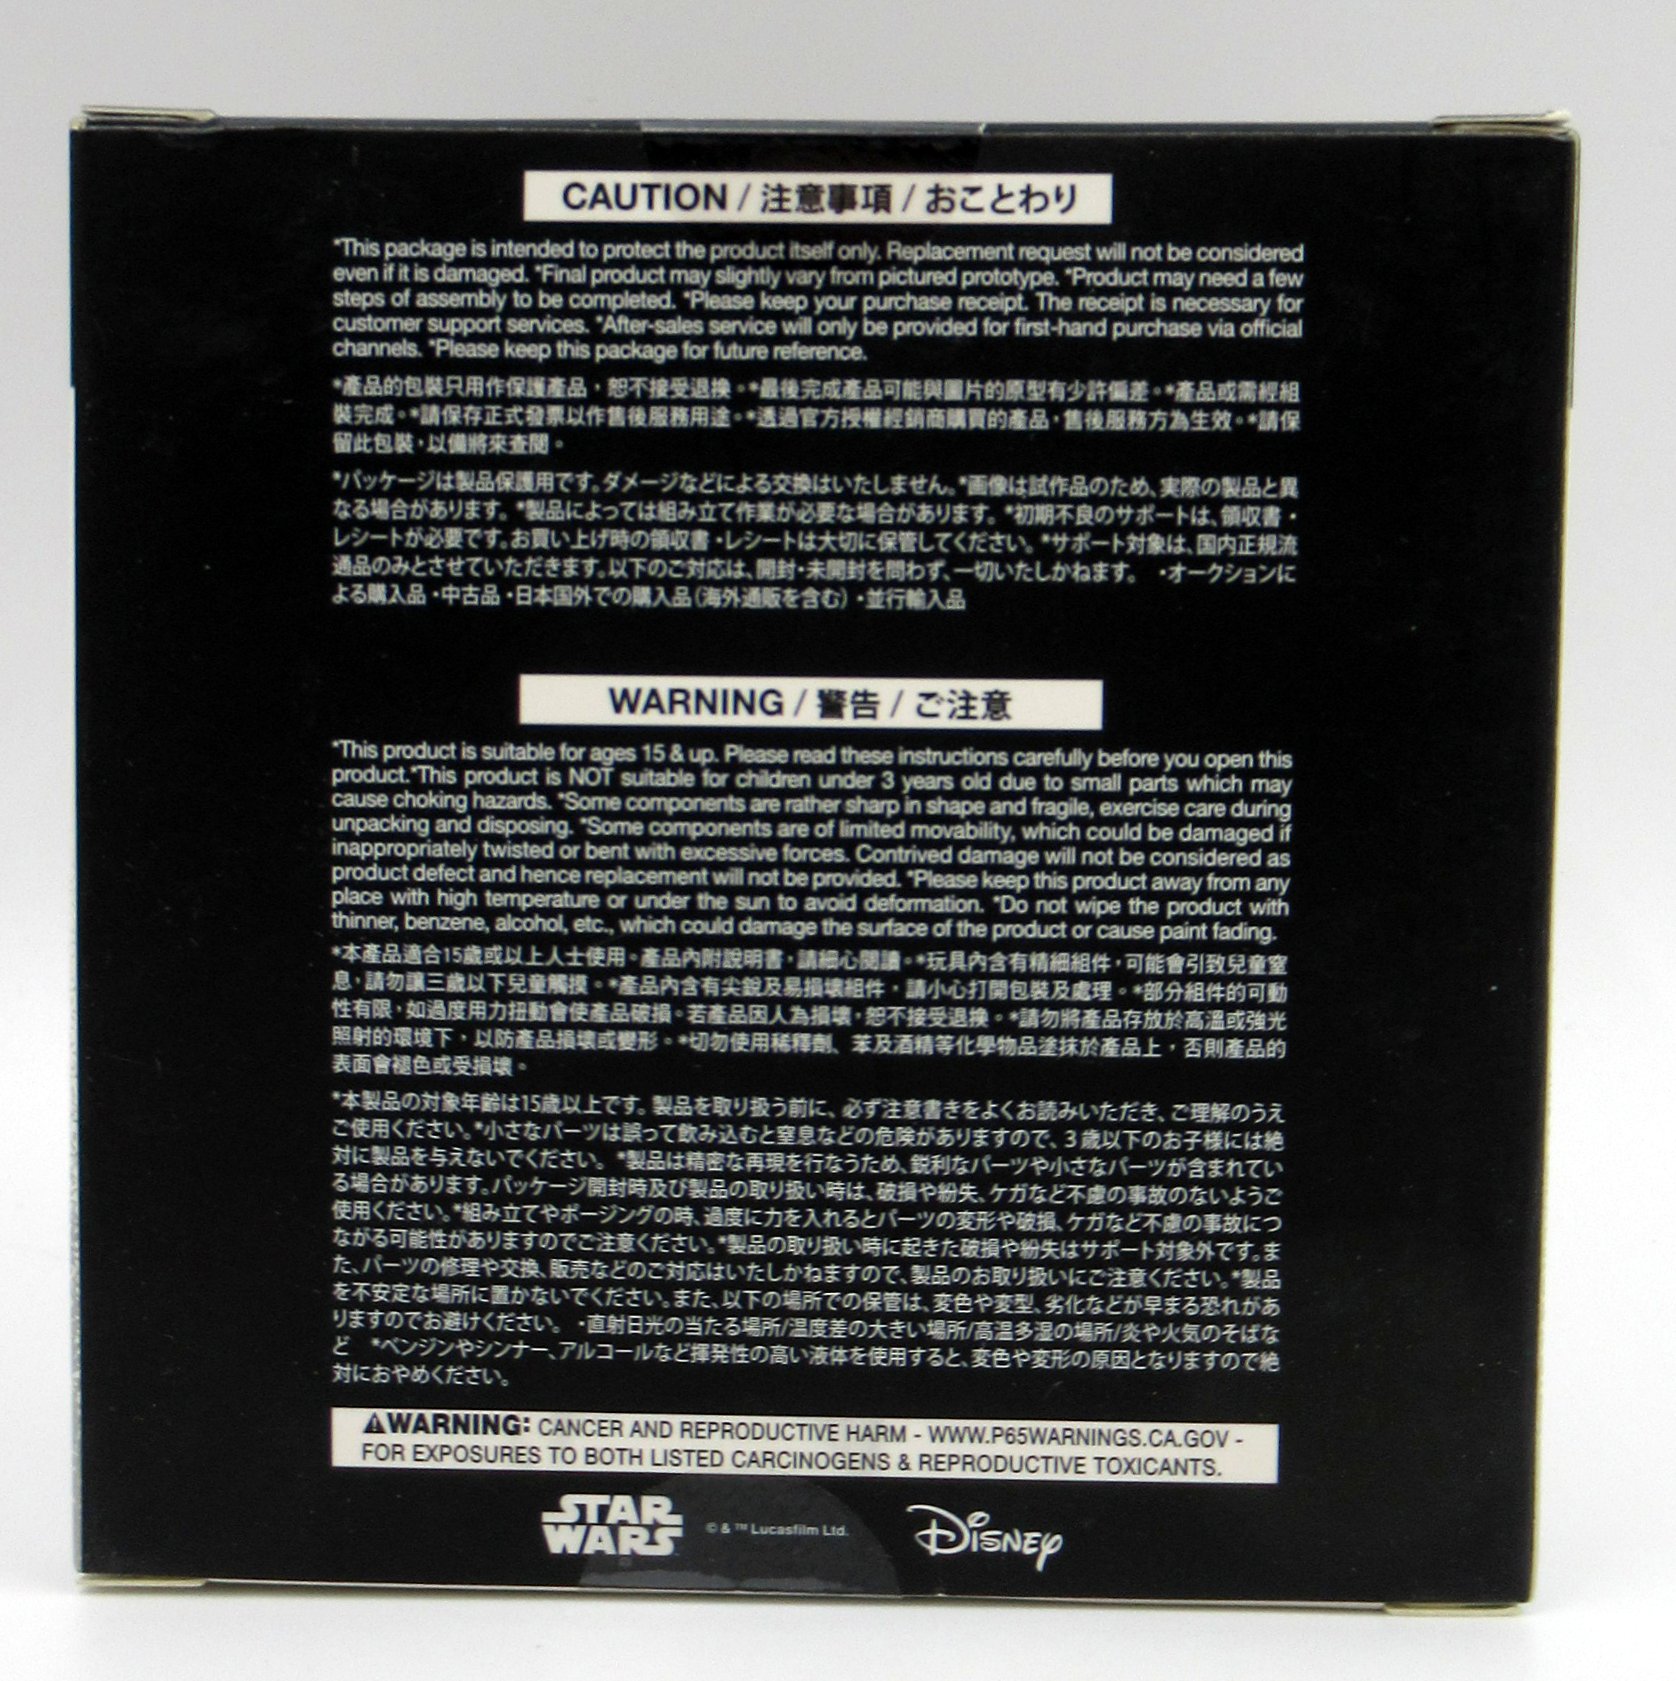 CAUTION / 注意事項 / おことわり
*This package is intended to protect the product itself only. Replacement request will not be considered
even if it is damaged. *Final product may slightly vary from pictured prototype. *Product may need a few
steps of assembly to be completed. *Please keep your purchase receipt. The receipt is necessary for
customer support services. *After-sales service will only be provided for first-hand purchase via official
channels. *Please keep this package for future reference.
*產品的包裝只用作保護產品，恕不接受退換。*最後完成產品可能與圖片的原型有少許偏差。*產品或需經組
裝完成。*請保存正式發票以作售後服務用途。*透過官方授權經銷商購買的產品，售後服務方為生效。*請保
留此包裝，以備將來查閱。
*パッケージは製品保護用です。ダメージなどによる交換はいたしません。*画像は試作品のため、実際の製品と異
なる場合があります。*製品によっては組み立て作業が必要な場合があります。*初期不良のサポートは、領収書・
レシートが必要です。お買い上げ時の領収書・レシートは大切に保管してください。*サポート対象は、国内正規流
通品のみとさせていただきます。以下のご対応は、開封・未開封を問わず、一切いたしかねます。 ・オークションに
よる購入品・中古品・日本国外での購入品（海外通販を含む）・並行輸入品
WARNING / 警告 / ご注意
*This product is suitable for ages 15 & up. Please read these instructions carefully before you open this
product.*This product is NOT suitable for children under 3 years old due to small parts which may
cause choking hazards. *Some components are rather sharp in shape and fragile, exercise care during
unpacking and disposing. *Some components are of limited movability, which could be damaged if
inappropriately twisted or bent with excessive forces. Contrived damage will not be considered as
product defect and hence replacement will not be provided. *Please keep this product away from any
place with high temperature or under the sun to avoid deformation. *Do not wipe the product with
thinner, benzene, alcohol, etc., which could damage the surface of the product or cause paint fading.
*本產品適合15歲或以上人士使用。產品內附說明書，請細心閱讀。*玩具內含有精細組件，可能會引致兒童窒
息，請勿讓三歲以下兒童觸摸。*產品內含有尖銳及易損壞組件，請小心打開包裝及處理。*部分組件的可動
性有限，如過度用力扭動會使產品破損。若產品因人為損壞，恕不接受退換。*請勿將產品存放於高溫或強光
照射的環境下，以防產品損壞或變形。*切勿使用稀釋劑、苯及酒精等化學物品塗抹於產品上，否則產品的
表面會褪色或受損壞。
*本製品の対象年齢は15歳以上です。製品を取り扱う前に、必ず注意書きをよくお読みいただき、ご理解のうえ
ご使用ください。*小さなパーツは誤って飲み込むと窒息などの危険がありますので、３歳以下のお子様には絶
対に製品を与えないでください。*製品は精密な再現を行なうため、鋭利なパーツや小さなパーツが含まれてい
る場合があります。パッケージ開封時及び製品の取り扱い時は、破損や紛失、ケガなど不慮の事故のないようご
使用ください。*組み立てやポージングの時、過度に力を入れるとパーツの変形や破損、ケガなど不慮の事故につ
ながる可能性がありますのでご注意ください。*製品の取り扱い時に起きた破損や紛失はサポート対象外です。ま
た、パーツの修理や交換、販売などのご対応はいたしかねますので、製品のお取り扱いにご注意ください。*製品
を不安定な場所に置かないでください。また、以下の場所での保管は、変色や変型、劣化などが早まる恐れがあ
りますのでお避けください。 ・直射日光の当たる場所/温度差の大きい場所/高温多湿の場所/炎や火気のそばな
ど *ベンジンやシンナー、アルコールなど揮発性の高い液体を使用すると、変色や変形の原因となりますので絶
対におやめください。
⚠WARNING: CANCER AND REPRODUCTIVE HARM - WWW.P65WARNINGS.CA.GOV -
FOR EXPOSURES TO BOTH LISTED CARCINOGENS & REPRODUCTIVE TOXICANTS.
STAR
WARS
© & ™ Lucasfilm Ltd.
Disney